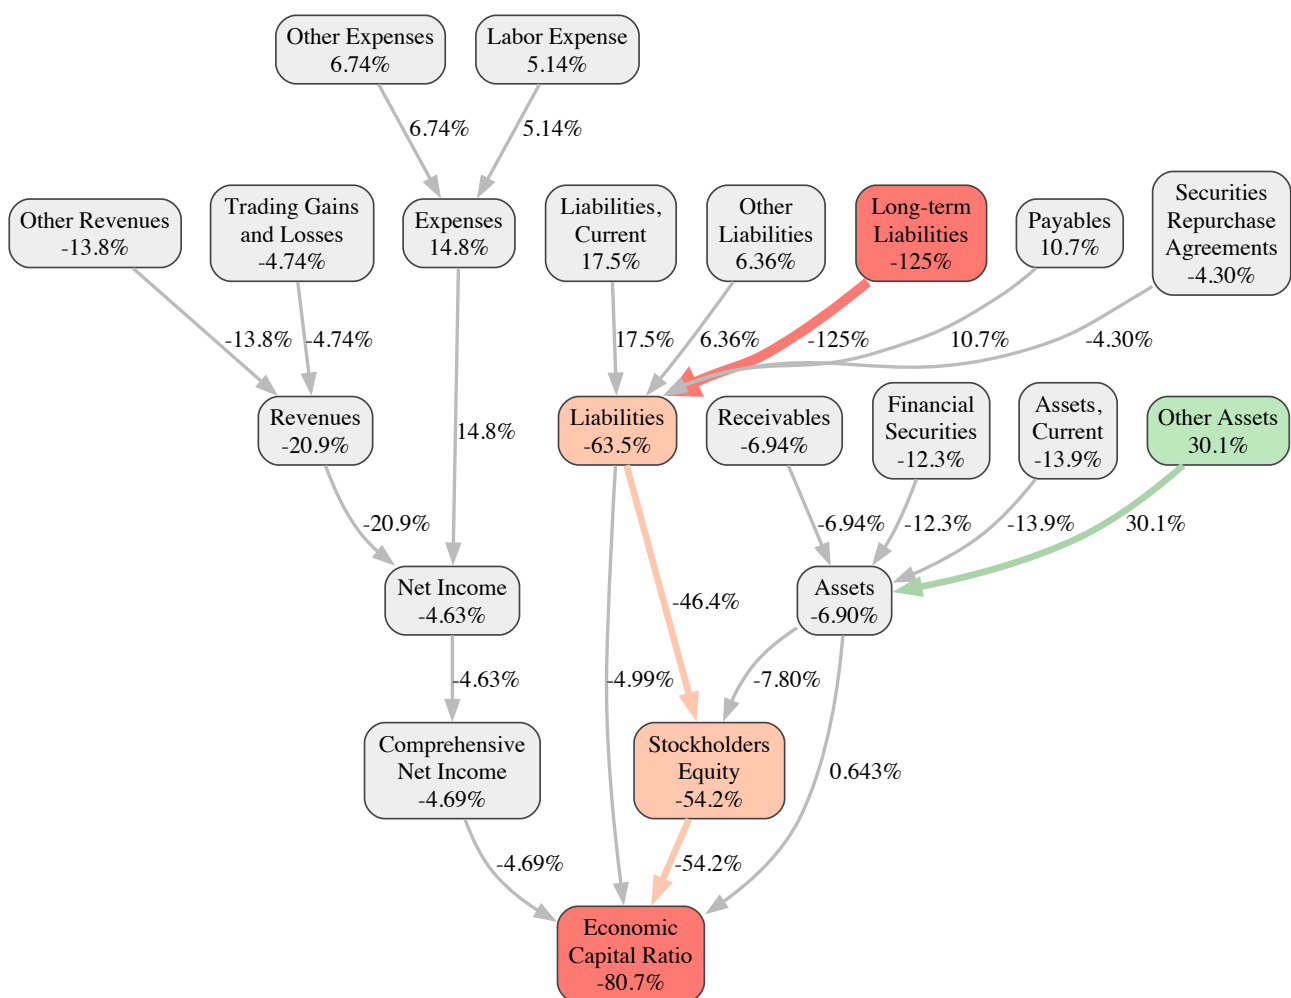 Other Expenses
6.74%
Labor Expense
5.14%
6.74%
5.14%
Other Revenues
-13.8%
Trading Gains
and Losses
-4.74%
Expenses
14.8%
Liabilities,
Current
17.5%
Other
Liabilities
6.36%
Long-term
Liabilities
-125%
Payables
10.7%
Securities
Repurchase
Agreements
-4.30%
-13.8%
-4.74%
17.5%
6.36%
-125%
10.7%
-4.30%
Revenues
-20.9%
14.8%
Liabilities
-63.5%
Receivables
-6.94%
Financial
Securities
-12.3%
Assets,
Current
-13.9%
Other Assets
30.1%
-20.9%
-6.94%
-12.3%
-13.9%
30.1%
Net Income
-4.63%
-46.4%
Assets
-6.90%
-4.63%
-4.99%
-7.80%
Comprehensive
Net Income
-4.69%
Stockholders
Equity
-54.2%
0.643%
-4.69%
-54.2%
Economic
Capital Ratio
-80.7%